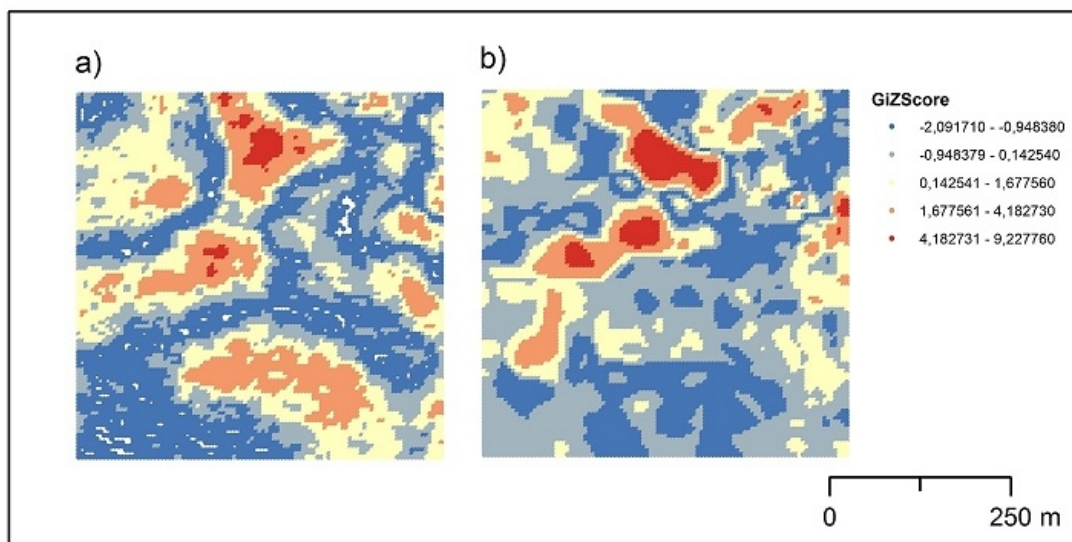 a)
b)
GiZScore
-2,091710 - -0,948380
-0,948379 - 0,142540
0,142541 - 1,677560
1,677561 - 4,182730
4,182731 - 9,227760
0 250 m